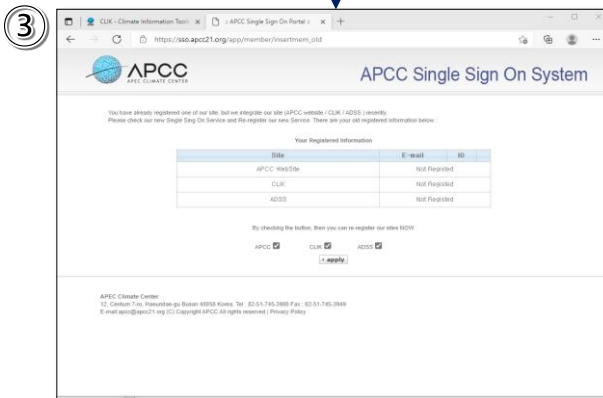 ③
CLIK - Climate Information Tool
: APCC Single Sign On Portal :
https://sso.apcc21.org/app/member/insertmem_old
APCC
APEC CLIMATE CENTER
APCC Single Sign On System
You have already registered one of our site, but we integrate our site (APCC website / CLIK / ADSS ) recently.
Please check our new Single Sing On Service and Re-register our new Service. There are your old registered information below.
Your Registered Information
Site E-mail ID
APCC WebSite Not Registed
CLIK Not Registed
ADSS Not Registed
By checking the button, then you can re-register our sites NOW.
APCC CLIK ADSS
apply
APEC Climate Center
12, Centum 7-ro, Haeundae-gu Busan 48058 Korea. Tel : 82-51-745-3900 Fax : 82-51-745-3949
E-mail apcc@apcc21.org (C) Copyright APCC All rights reserved | Privacy Policy